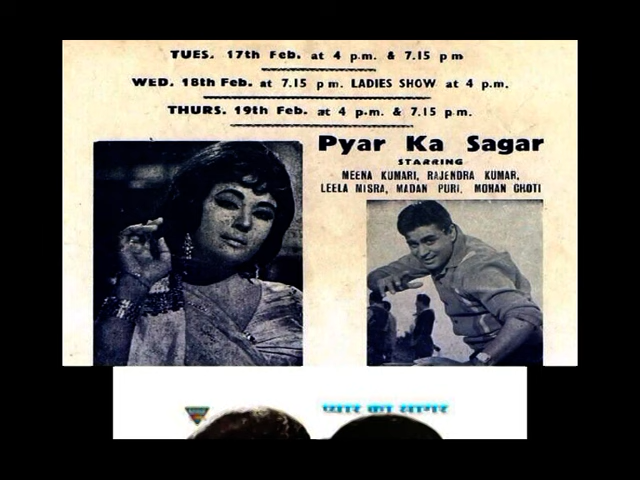 TUES. 17th Feb. at 4 p.m. & 7.15 p m
WED. 18th Feb. at 7.15 p m. LADIES SHOW at 4 p.m.
THURS. 19th Feb. at 4 p.m. & 7.15 p m.
Pyar Ka Sagar
STARRING
MEENA KUMARI, RAJENDRA KUMAR,
LEELA MISRA, MADAN PURI, MOHAN CHOTI
प्यार का सागर